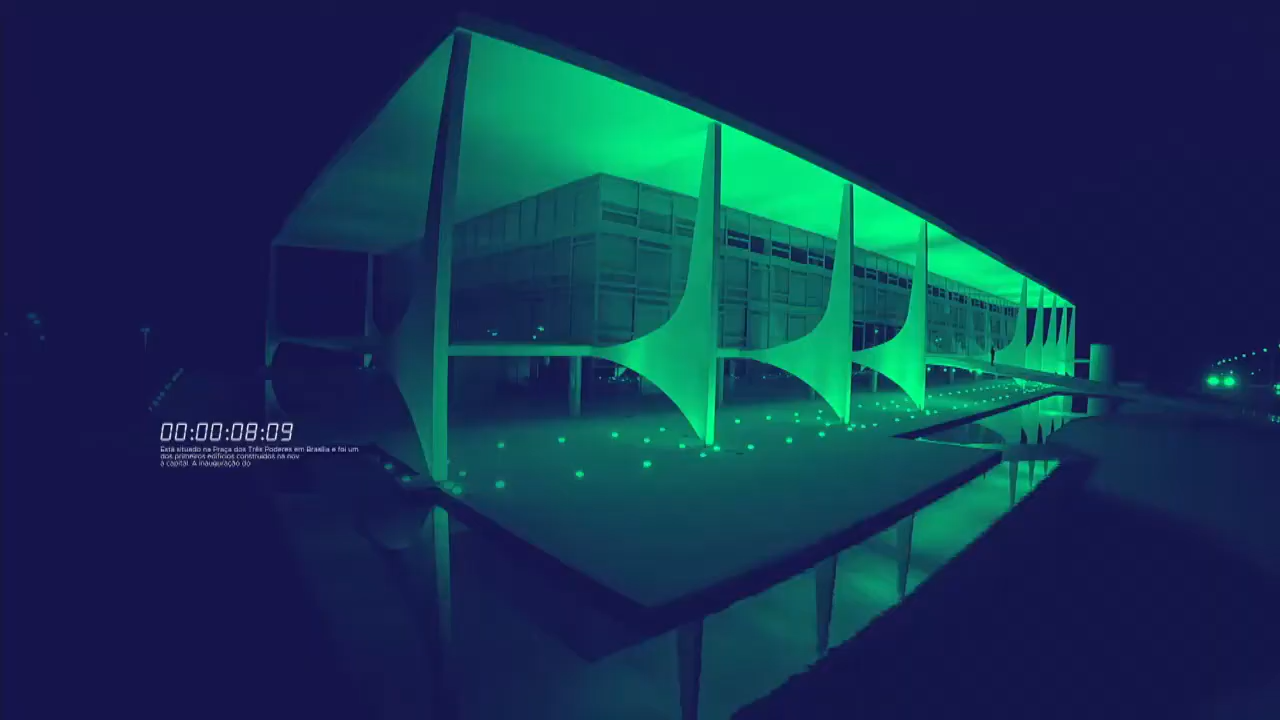 00:00:08:09
Está situado na Praça dos Três Poderes em Brasília e foi um
dos primeiros edifícios construídos na nov
a capital. A inauguração do